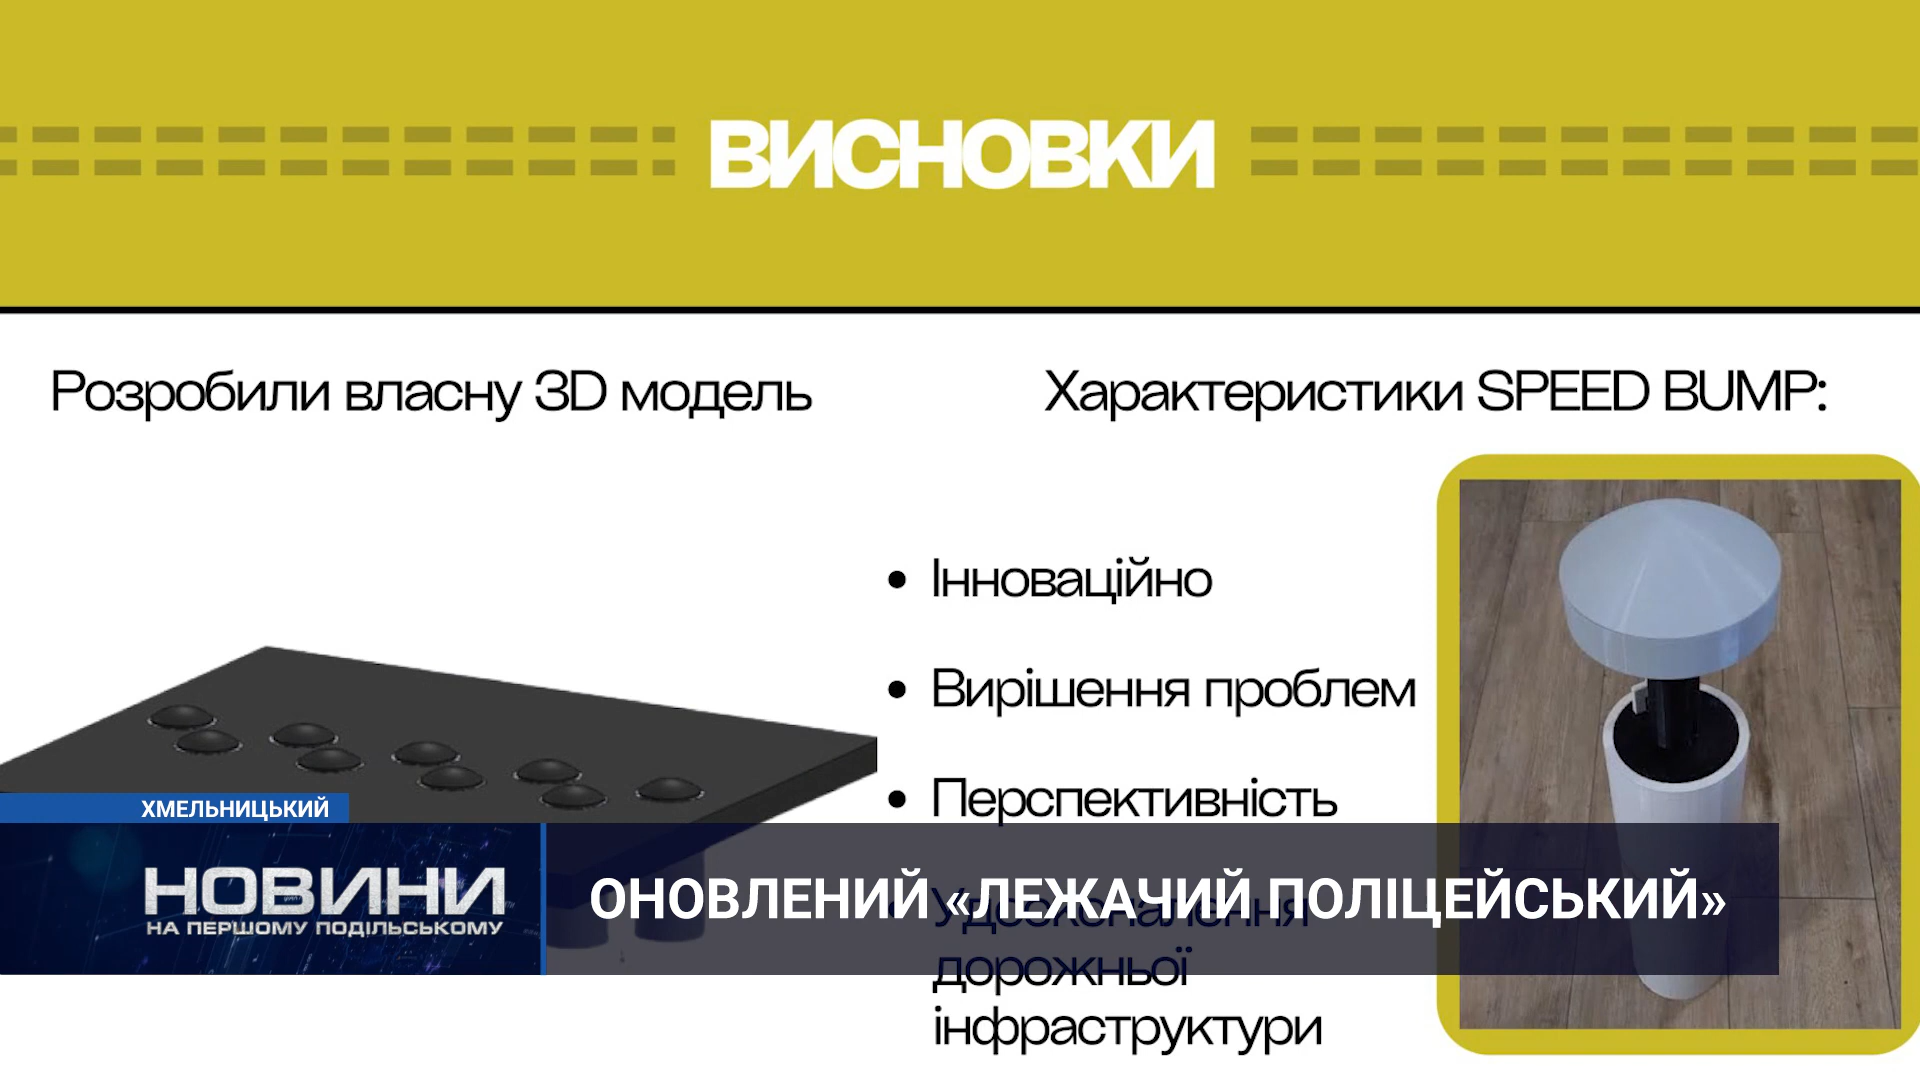 ВИСНОВКИ
Розробили власну 3D модель
Характеристики SPEED BUMP:
• Інноваційно
• Вирішення проблем
• Перспективність
• Удосконалення
дорожньої
інфраструктури
ХМЕЛЬНИЦЬКИЙ
НОВИНИ
НА ПЕРШОМУ ПОДІЛЬСЬКОМУ
ОНОВЛЕНИЙ «ЛЕЖАЧИЙ ПОЛІЦЕЙСЬКИЙ»